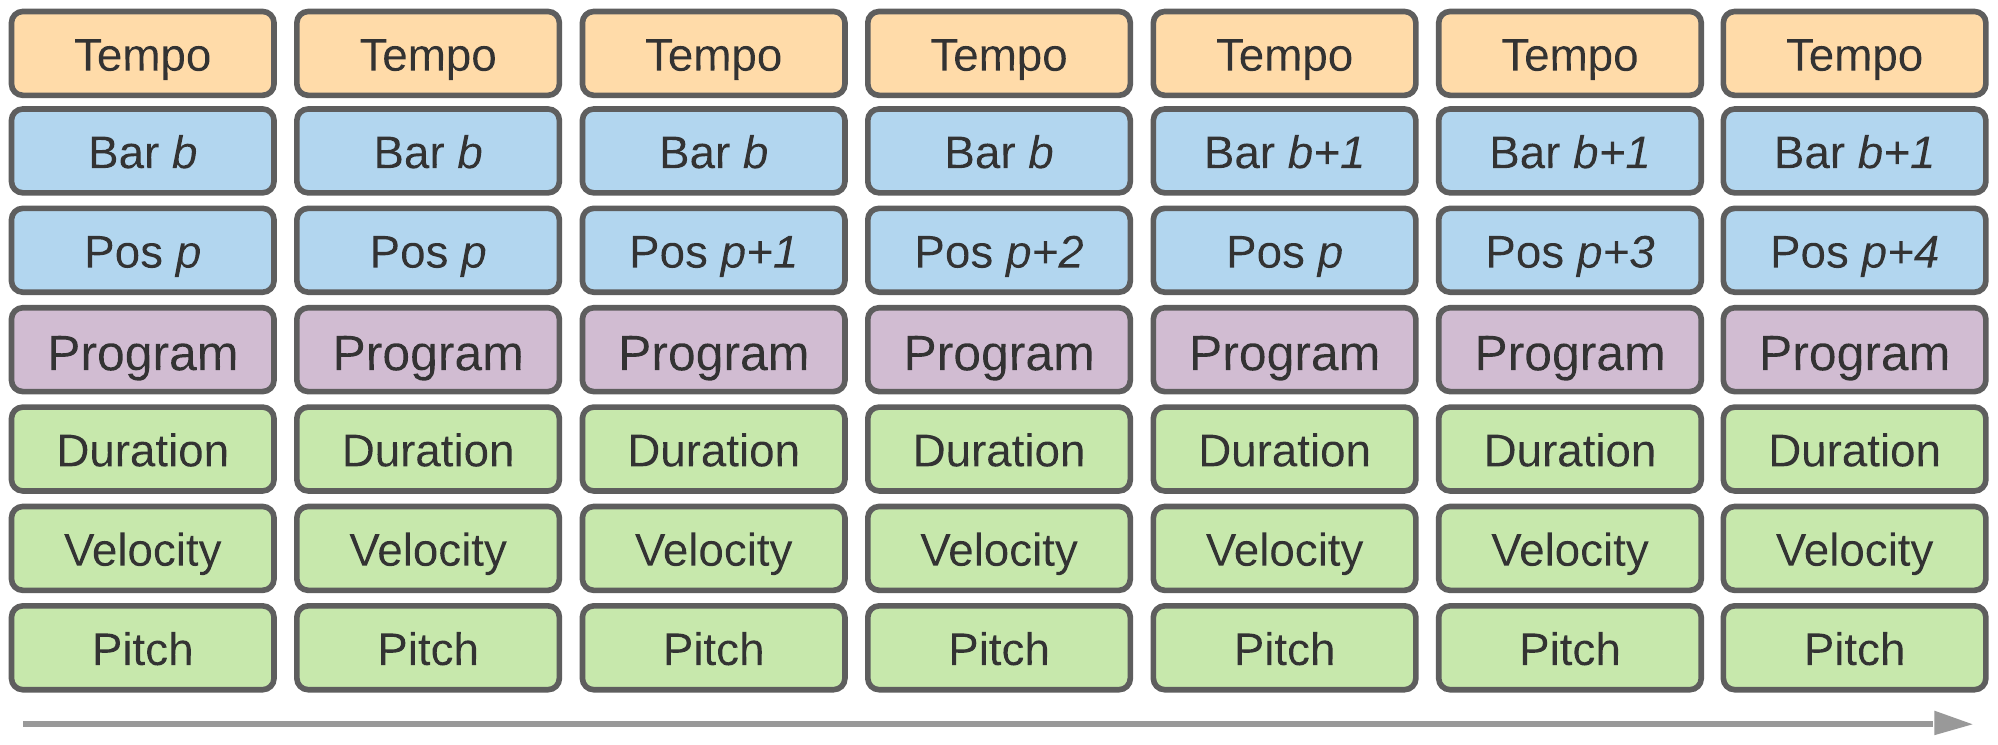 Tempo Tempo Tempo Tempo Tempo Tempo Tempo
Bar b Bar b Bar b Bar b Bar b+1 Bar b+1 Bar b+1
Pos p Pos p Pos p+1 Pos p+2 Pos p Pos p+3 Pos p+4
Program Program Program Program Program Program Program
Duration Duration Duration Duration Duration Duration Duration
Velocity Velocity Velocity Velocity Velocity Velocity Velocity
Pitch Pitch Pitch Pitch Pitch Pitch Pitch